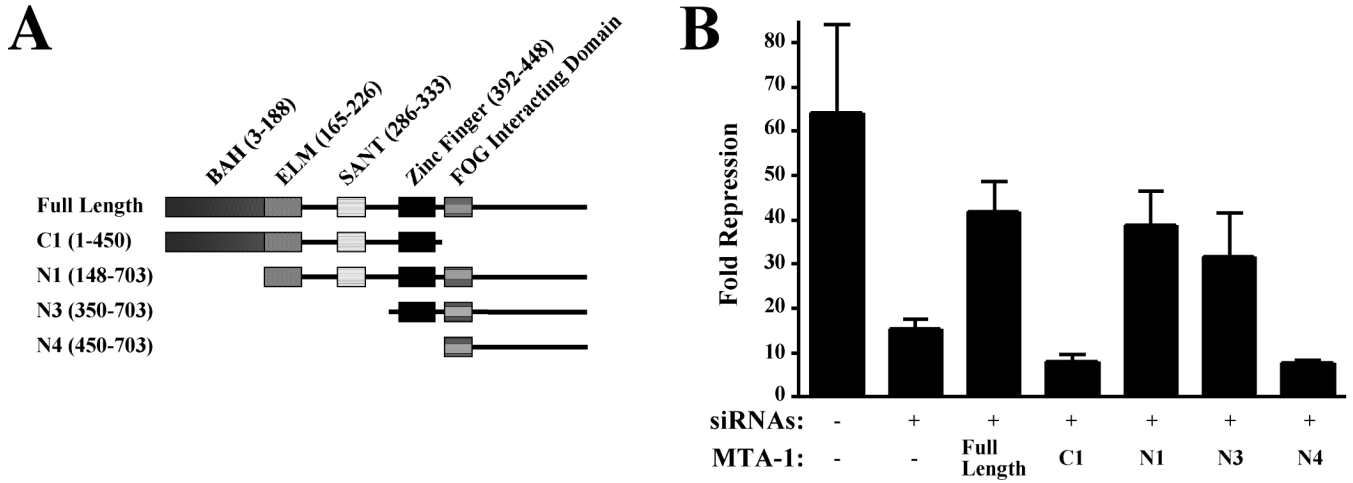 A
BAH (3-188)
ELM (165-226)
SANT (286-333)
Zinc Finger (392-448)
FOG Interacting Domain
Full Length
C1 (1-450)
N1 (148-703)
N3 (350-703)
N4 (450-703)
B
Fold Repression
80
70
60
50
40
30
20
10
0
siRNAs: - + + + + + +
MTA-1: - - Full Length C1 N1 N3 N4